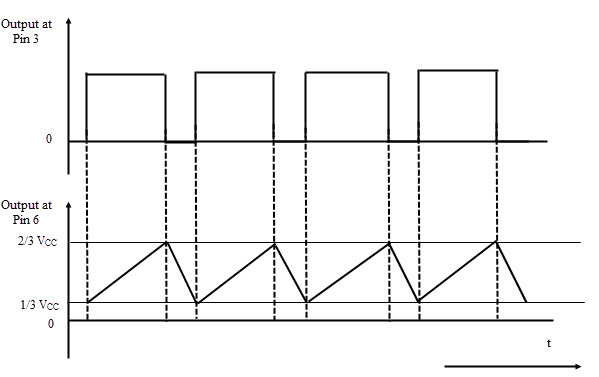 Output at
Pin 3
0
Output at
Pin 6
2/3 VCC
1/3 VCC
0
t